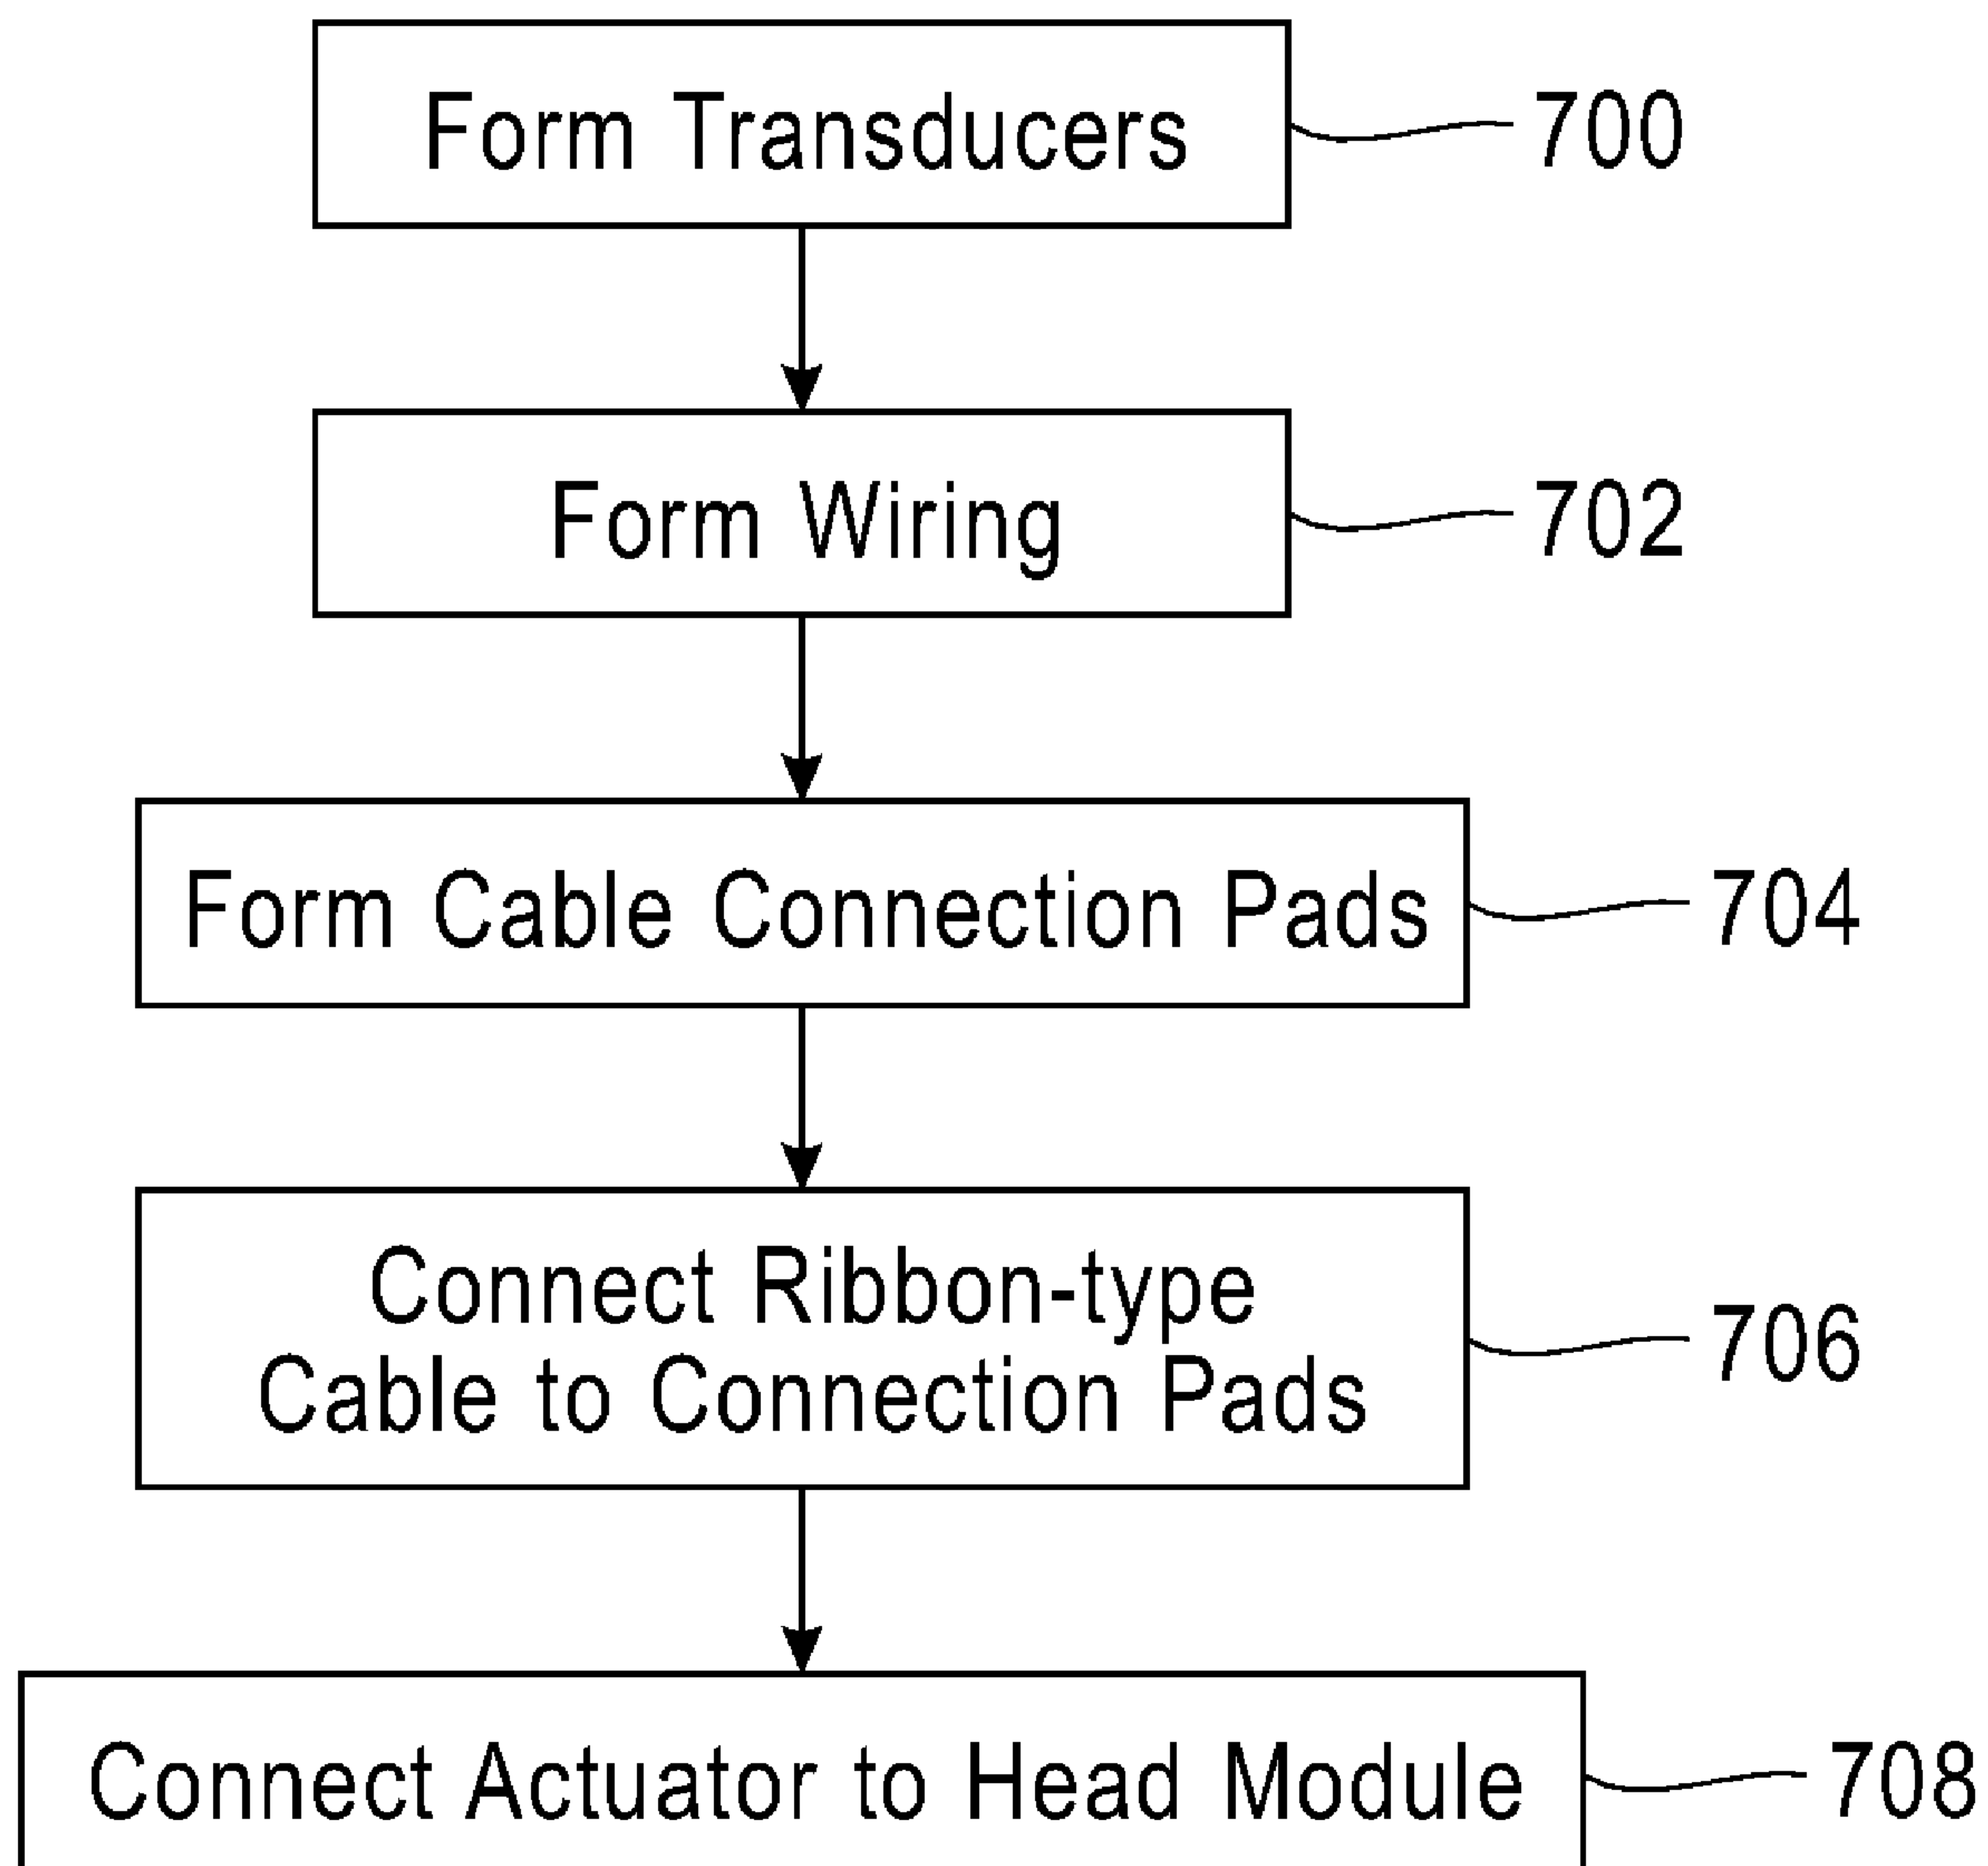 Form Transducers
700
Form Wiring
702
Form Cable Connection Pads
704
Connect Ribbon-type
Cable to Connection Pads
706
Connect Actuator to Head Module
708